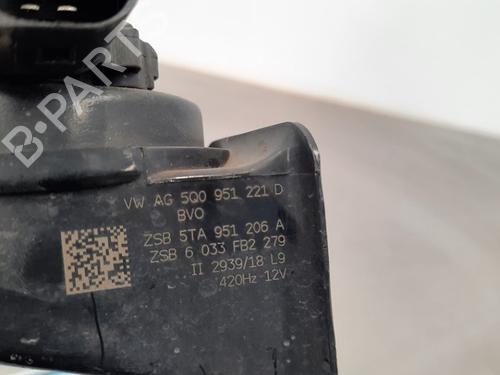 B-PARTS
VW AG 5Q0 951 221 D
BVO
ZSB 5TA 951 206 A
ZSB 6 033 FB2 279
II 2939/18 L9
420Hz 12V